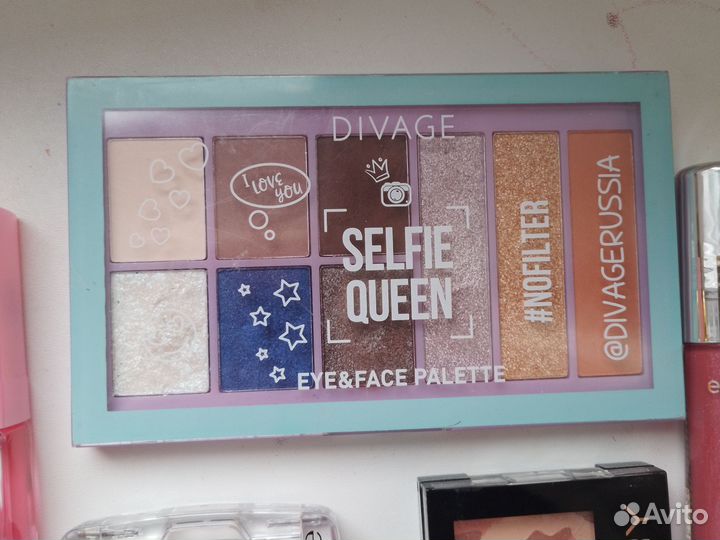 DIVAGE
I LOVE YOU
SELFIE
QUEEN
EYE&FACE PALETTE
#NOFILTER
@DIVAGERUSSIA
e
e
Avito